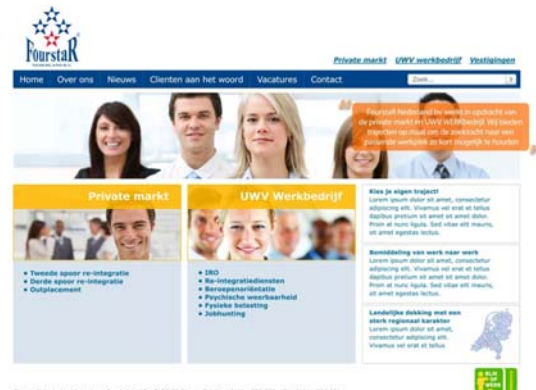 FourstaR
Private markt UWV werkbedrijf Vestigingen
Home Over ons Nieuws Clienten aan het woord Vacatures Contact Zoek...
Fourstar Nederland bv werkt in opdracht van
de private markt en UWV WERKbedrijf. Wij bieden
trajecten op maat om de zoektocht naar een
passende werkplek zo kort mogelijk te houden
Private markt
• Tweede spoor re-integratie
• Derde spoor re-integratie
• Outplacement
UWV Werkbedrijf
• IRO
• Re-integratiediensten
• Beroepenoriëntatie
• Psychische weerbaarheid
• Fysieke belasting
• Jobhunting
Kies je eigen traject!
Lorem ipsum dolor sit amet, consectetur
adipiscing elit. Vivamus vel erat et tellus
dapibus pretium sit amet sit amet dolor.
Proin at nunc ligula. Sed vitae elit mauris,
sit amet egestas lectus.
Bemiddeling van werk naar werk
Lorem ipsum dolor sit amet, consectetur
adipiscing elit. Vivamus vel erat et tellus
dapibus pretium sit amet sit amet dolor.
Proin at nunc ligula. Sed vitae elit mauris,
sit amet egestas lectus.
Landelijke dekking met een
sterk regionaal karakter
Lorem ipsum dolor sit amet,
consectetur adipiscing elit.
Vivamus vel erat et tellus
BLIK
OP
WERK